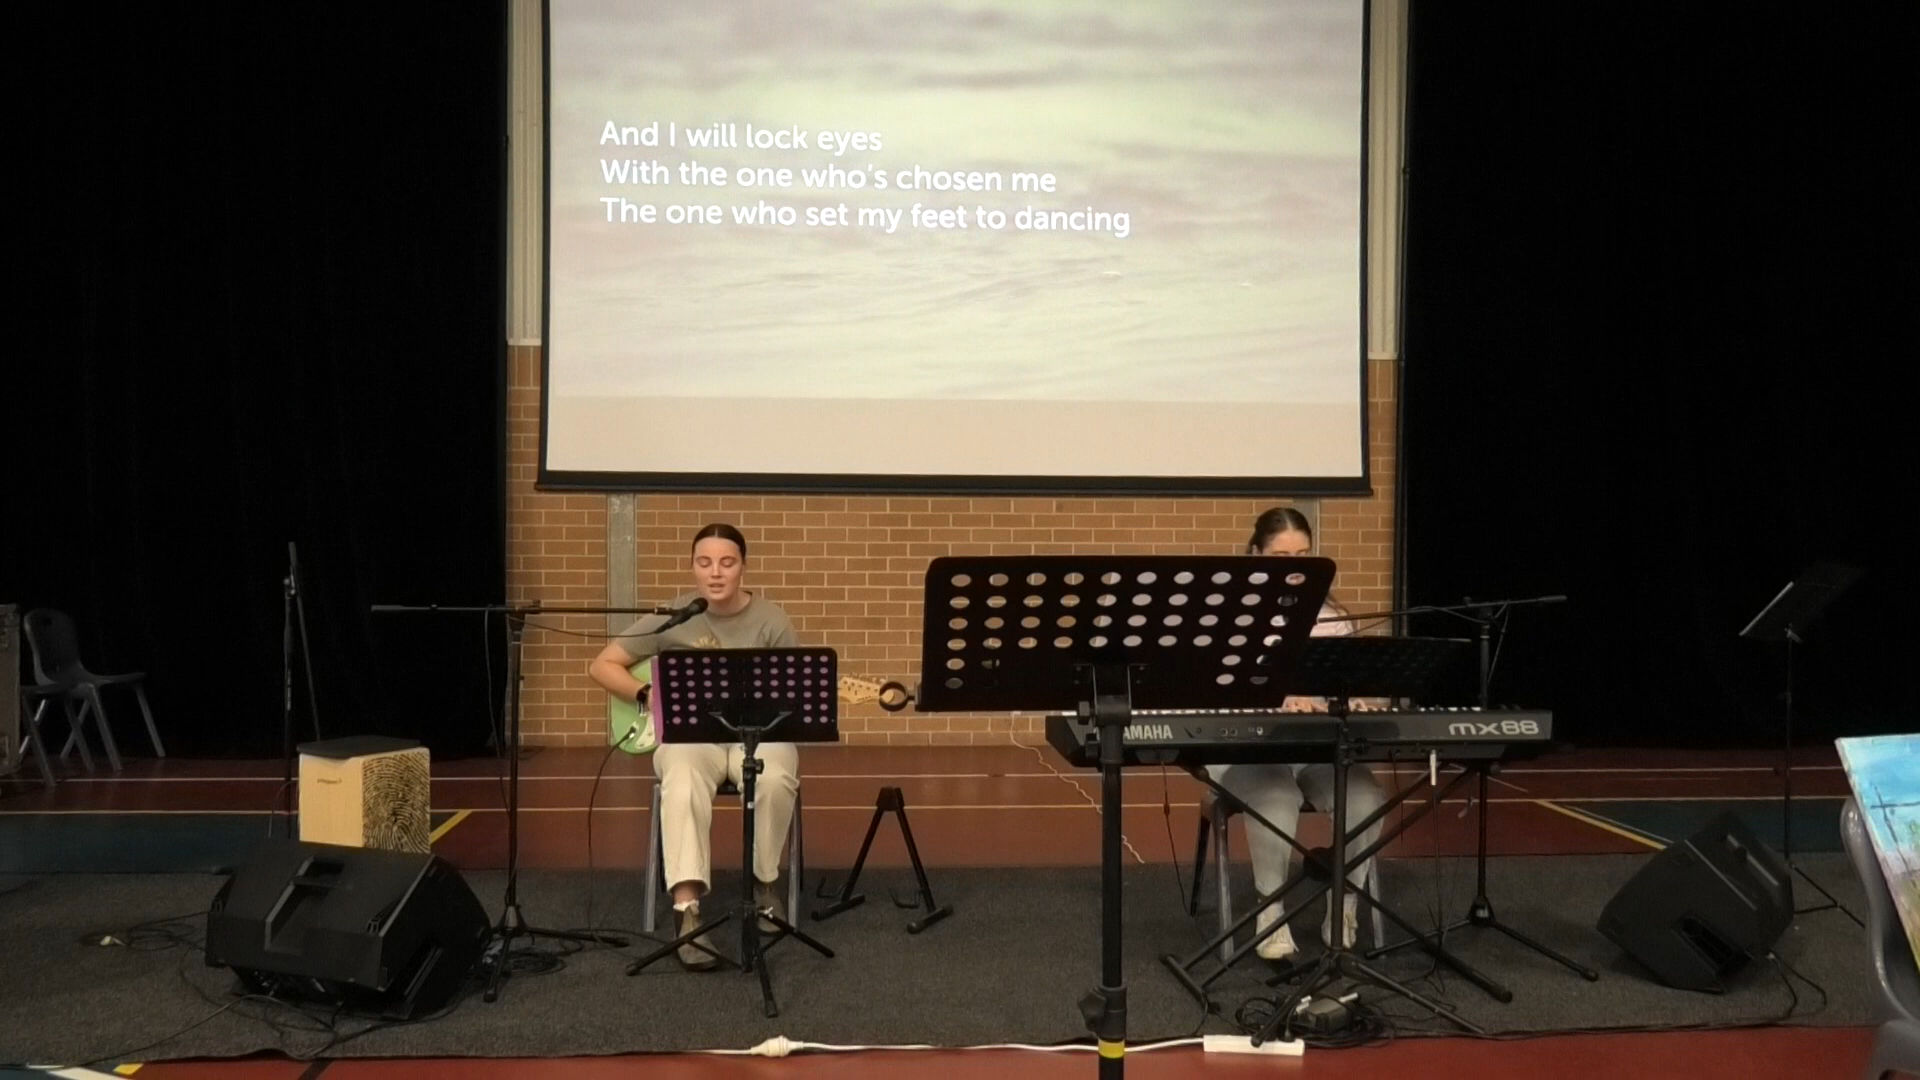 And I will lock eyes
With the one who's chosen me
The one who set my feet to dancing
YAMAHA MX88